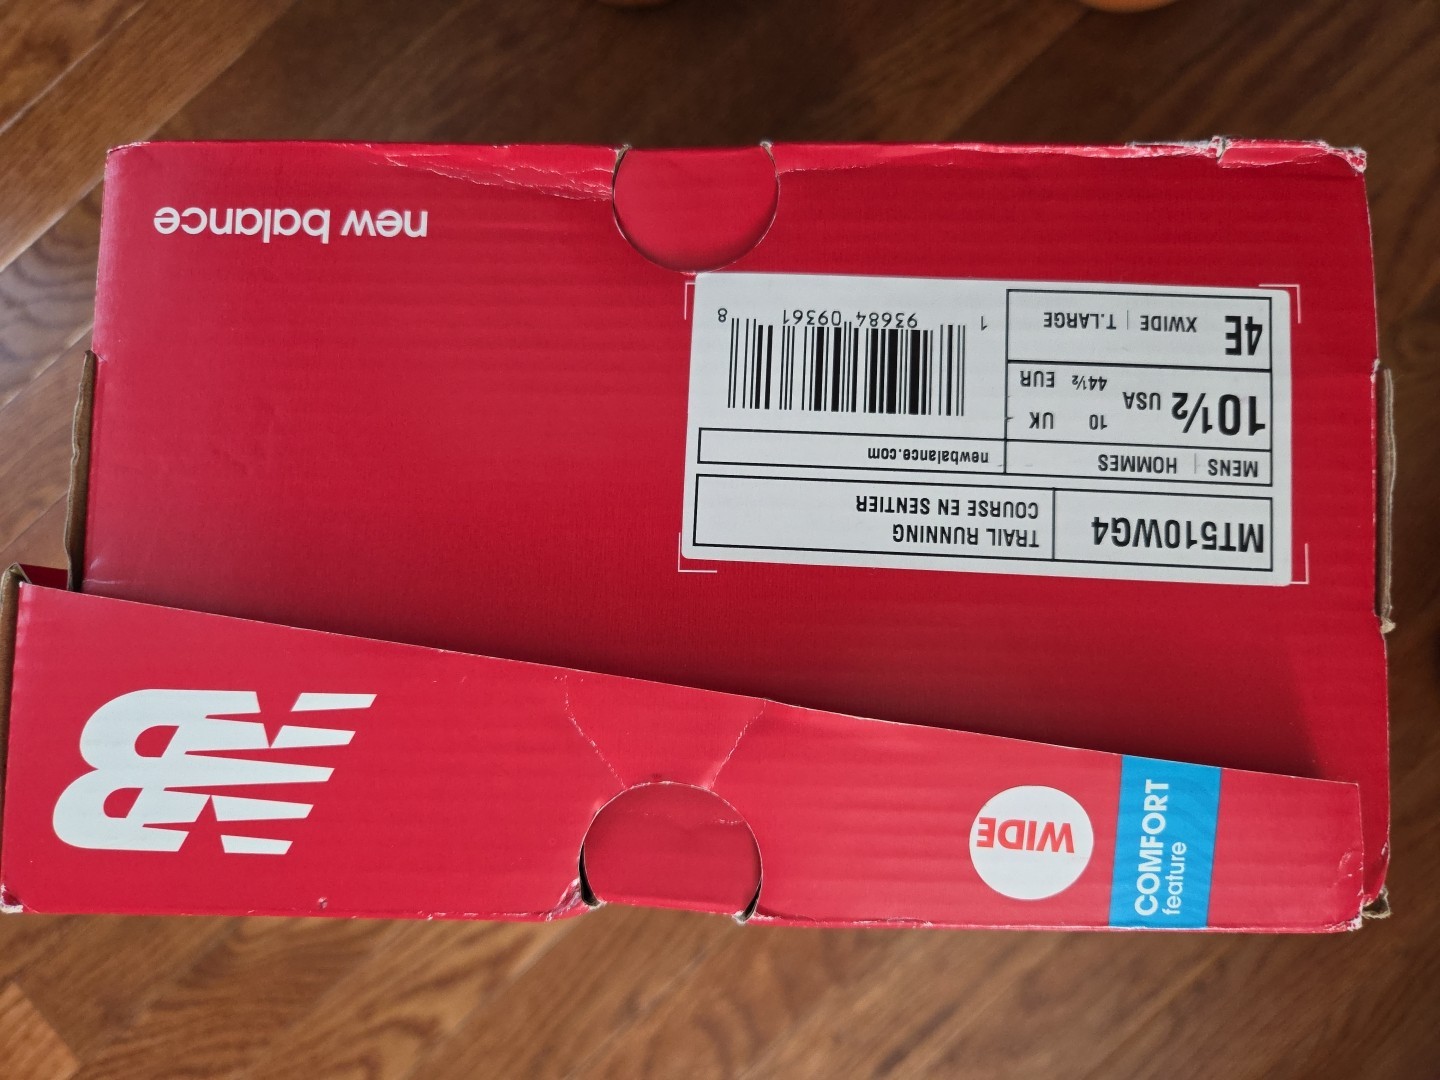 COMFORT
feature
WIDE
NB
MT510WG4
TRAIL RUNNING
COURSE EN SENTIER
MENS | HOMMES
newbalance.com
10½ USA
10 UK
44½ EUR
4E
XWIDE | T.LARGE
1 93684 09361 8
new balance